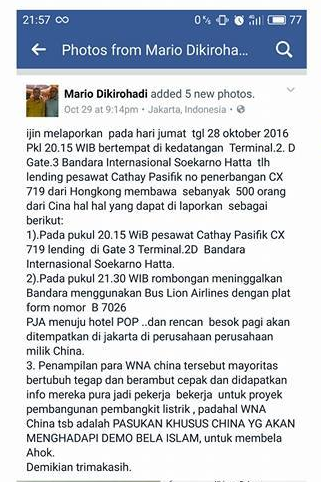 21:57 0% 77
Photos from Mario Dikiroha...
Mario Dikirohadi added 5 new photos.
Oct 29 at 9:14pm • Jakarta, Indonesia •
ijin melaporkan pada hari jumat tgl 28 oktober 2016
Pkl 20.15 WIB bertempat di kedatangan Terminal.2. D
Gate.3 Bandara Internasional Soekarno Hatta tlh
lending pesawat Cathay Pasifik no penerbangan CX
719 dari Hongkong membawa sebanyak 500 orang
dari Cina hal hal yang dapat di laporkan sebagai
berikut:
1).Pada pukul 20.15 WiB pesawat Cathay Pasifik CX
719 lending di Gate 3 Terminal.2D Bandara
Internasional Soekarno Hatta.
2).Pada pukul 21.30 WIB rombongan meninggalkan
Bandara menggunakan Bus Lion Airlines dengan plat
form nomor B 7026
PJA menuju hotel POP ..dan rencan besok pagi akan
ditempatkan di jakarta di perusahaan perusahaan
milik China.
3. Penampilan para WNA china tersebut mayoritas
bertubuh tegap dan berambut cepak dan didapatkan
info mereka pura jadi pekerja bekerja untuk proyek
pembangunan pembangkit listrik , padahal WNA
China tsb adalah PASUKAN KHUSUS CHINA YG AKAN
MENGHADAPI DEMO BELA ISLAM, untuk membela
Ahok.
Demikian trimakasih.